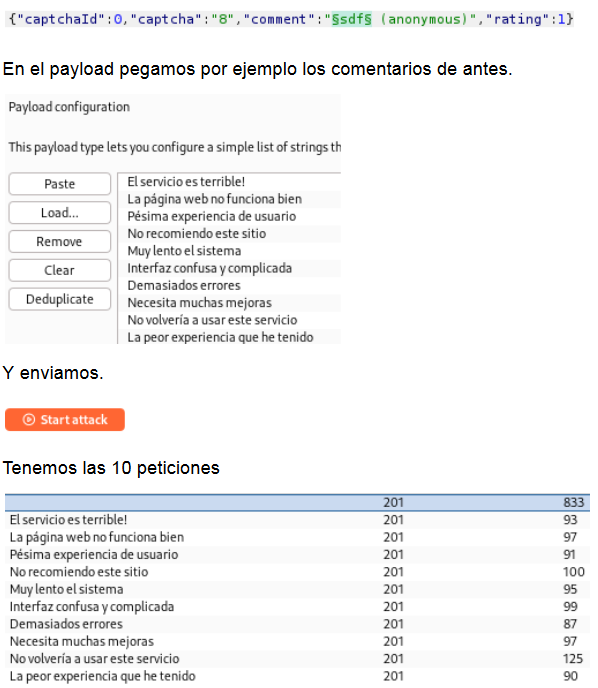 {"captchaId":0,"captcha":"8","comment":"§sdf§ (anonymous)","rating":1}
En el payload pegamos por ejemplo los comentarios de antes.
Payload configuration
This payload type lets you configure a simple list of strings th
Paste
Load...
Remove
Clear
Deduplicate
El servicio es terrible!
La página web no funciona bien
Pésima experiencia de usuario
No recomiendo este sitio
Muy lento el sistema
Interfaz confusa y complicada
Demasiados errores
Necesita muchas mejoras
No volvería a usar este servicio
La peor experiencia que he tenido
Y enviamos.
Start attack
Tenemos las 10 peticiones
201 833
El servicio es terrible! 201 93
La página web no funciona bien 201 97
Pésima experiencia de usuario 201 91
No recomiendo este sitio 201 100
Muy lento el sistema 201 95
Interfaz confusa y complicada 201 99
Demasiados errores 201 87
Necesita muchas mejoras 201 97
No volvería a usar este servicio 201 125
La peor experiencia que he tenido 201 90